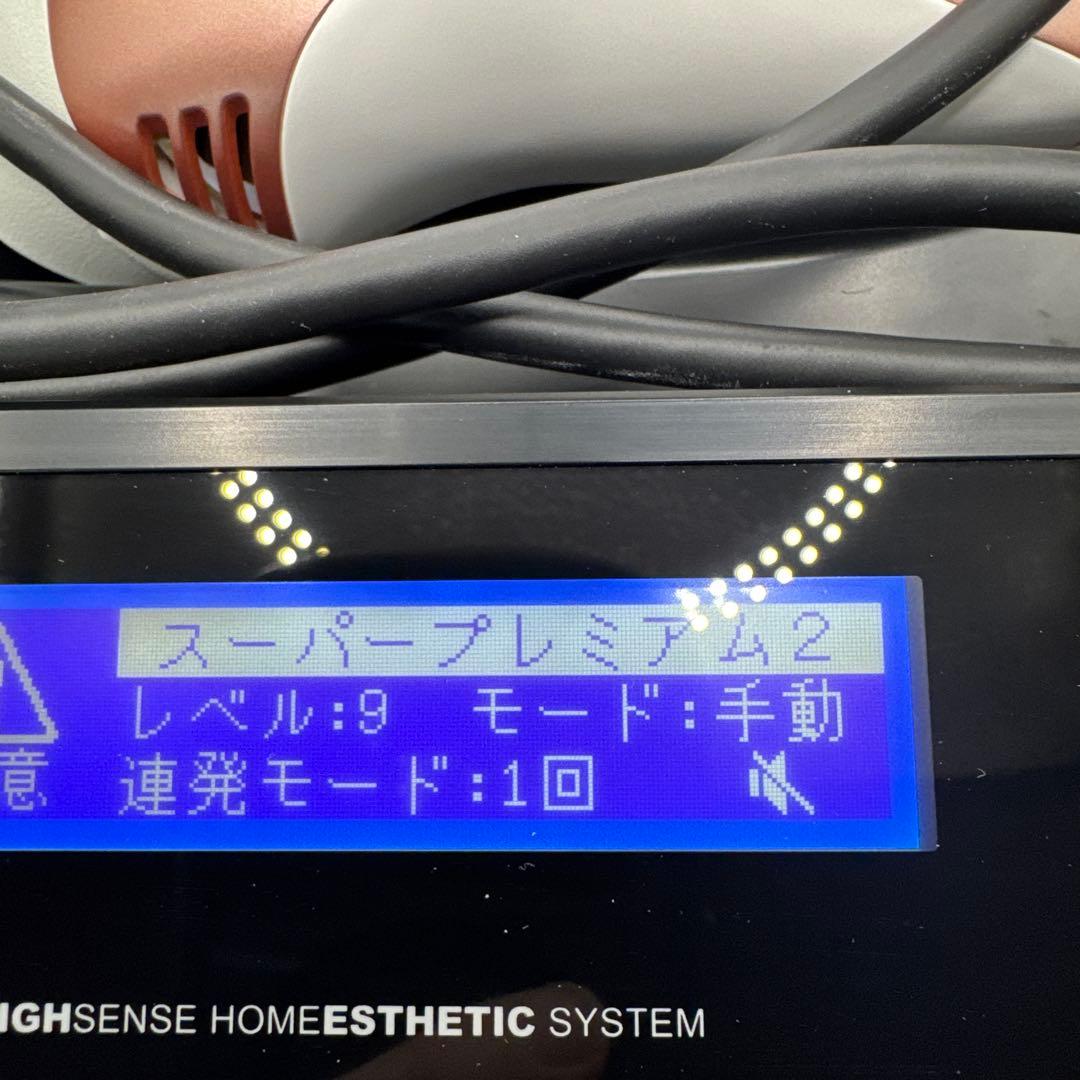 スーパープレミアム2
レベル:9 モード:手動
意 連発モード:1回
IGHSENSE HOMEESTHETIC SYSTEM